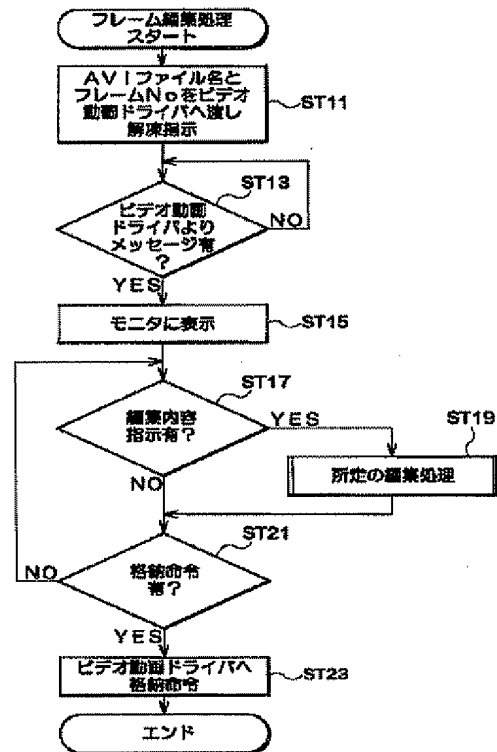 フレーム編集処理
スタート
AVIファイル名と
フレームNoをビデオ
動画ドライバへ渡し
解凍指示
ST11
ST13
ビデオ動画
ドライバより
メッセージ有
?
NO
YES
モニタに表示
ST15
ST17
編集内容
指示有?
YES
ST19
所定の編集処理
NO
ST21
格納命令
有?
NO
YES
ビデオ動画ドライバへ
格納命令
ST23
エンド